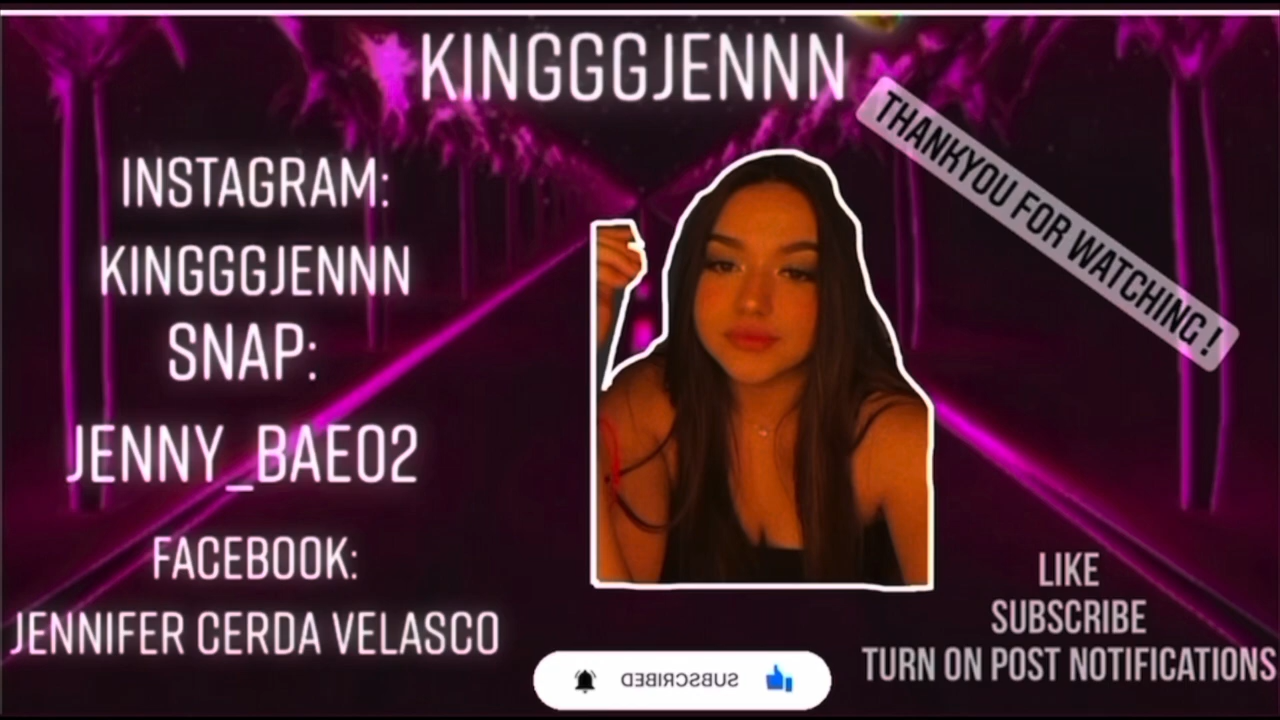 KINGGGJENNN
THANKYOU FOR WATCHING !
INSTAGRAM:
KINGGGJENNN
SNAP:
JENNY_BAE02
FACEBOOK:
JENNIFER CERDA VELASCO
LIKE
SUBSCRIBE
TURN ON POST NOTIFICATIONS
SUBSCRIBED